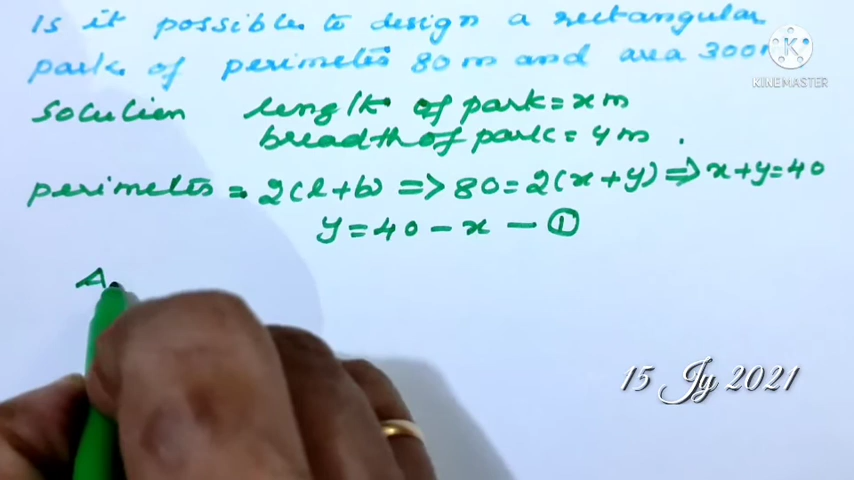 Is it possible to design a rectangular
park of perimeter 80 m and area 300
KINEMASTER
Solution length of park = x m
breadth of park = y m.
perimeter = 2(l+b) => 80 = 2(x+y) => x+y=40
y = 40 - x - ①
A
15 Jy 2021